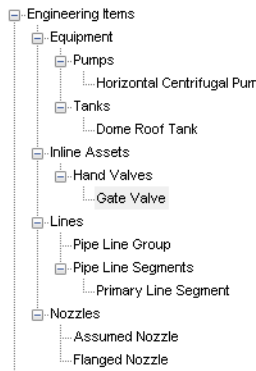 Engineering Items
Equipment
Pumps
Horizontal Centrifugal
Tanks
Dome Roof Tank
Inline Assets
Hand Valves
Gate Valve
Lines
Pipe Line Group
Pipe Line Segments
Primary Line Segment
Nozzles
Assumed Nozzle
Flanged Nozzle